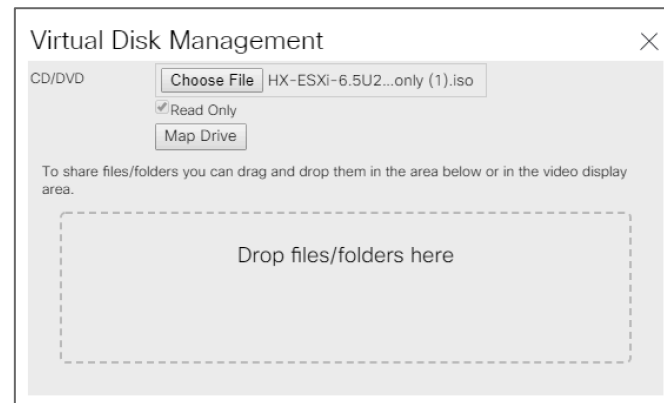 Virtual Disk Management
CD/DVD
Choose File HX-ESXi-6.5U2...only (1).iso
Read Only
Map Drive
To share files/folders you can drag and drop them in the area below or in the video display
area.
Drop files/folders here